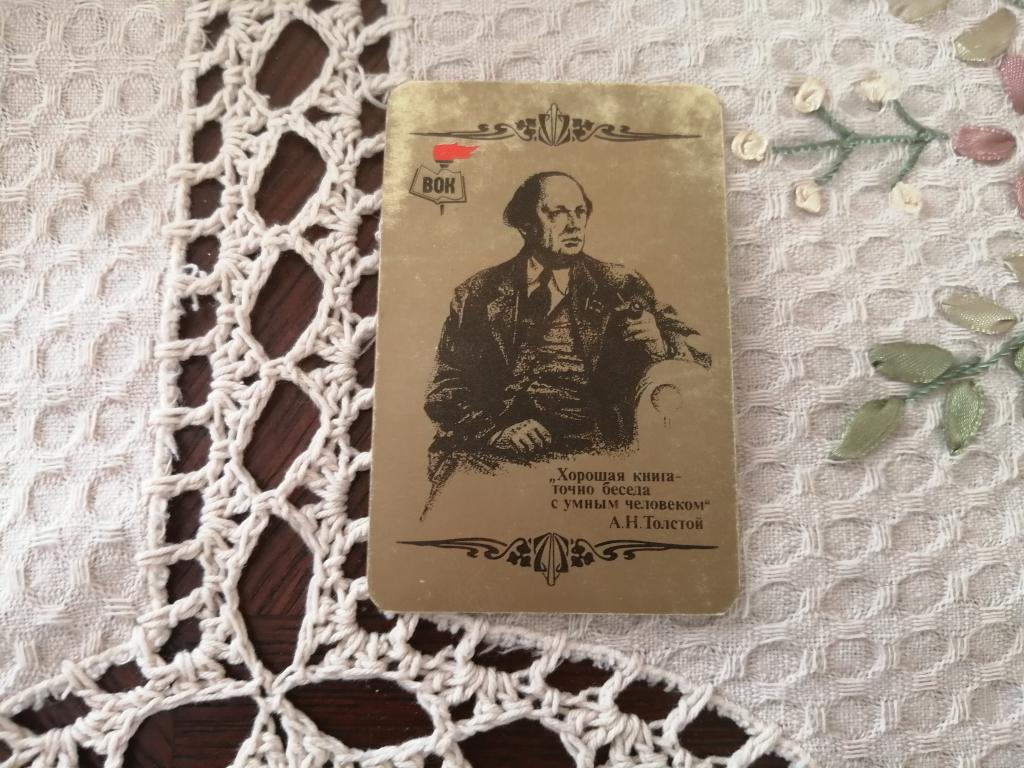 ВОК
„Хорошая книга-
точно беседа
с умным человеком“
А.Н.Толстой